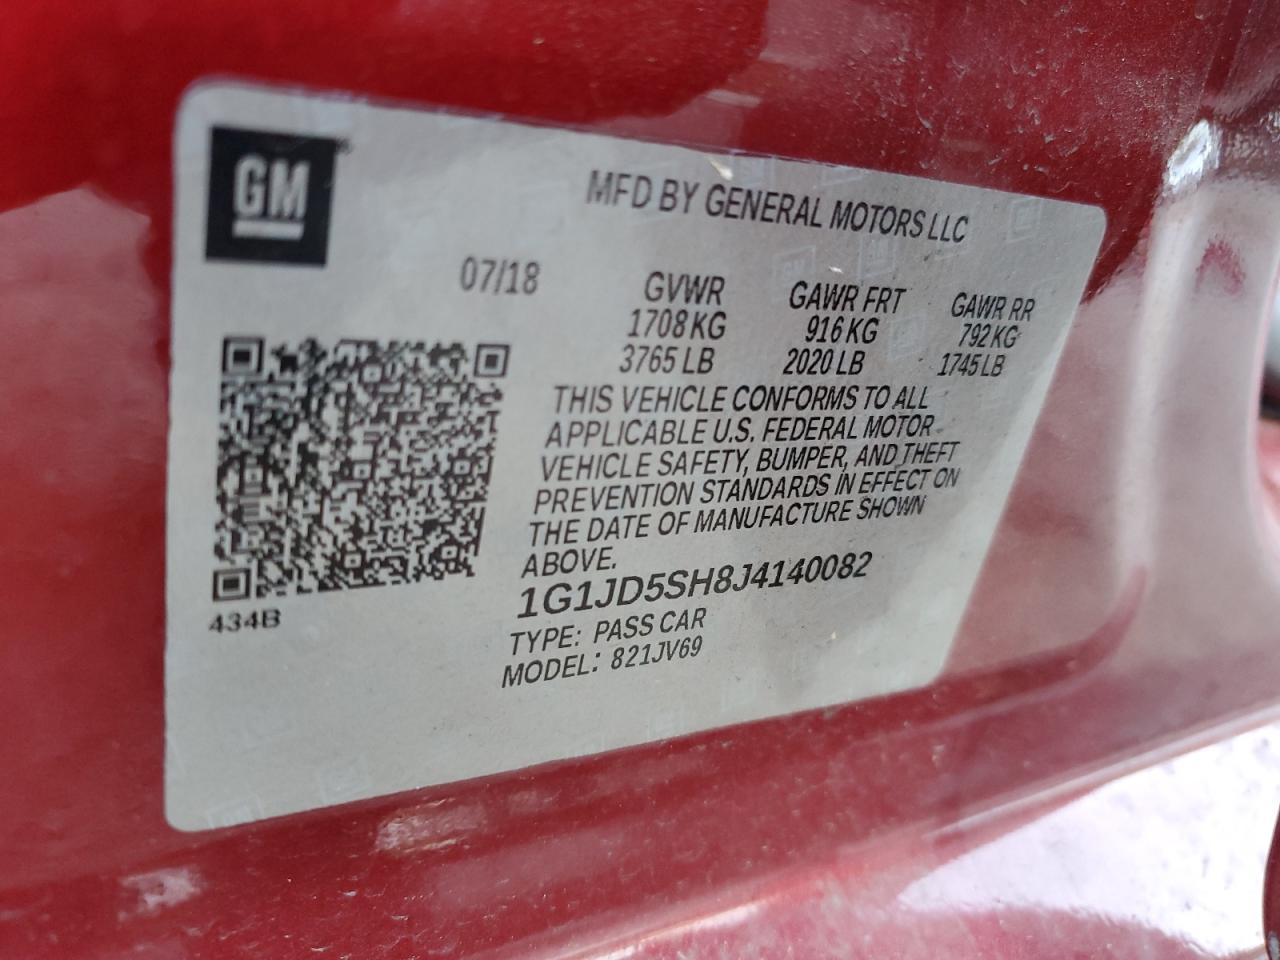 GM
MFD BY GENERAL MOTORS LLC
07/18
GVWR GAWR FRT GAWR RR
1708 KG 916 KG 792 KG
3765 LB 2020 LB 1745 LB
THIS VEHICLE CONFORMS TO ALL
APPLICABLE U.S. FEDERAL MOTOR
VEHICLE SAFETY, BUMPER, AND THEFT
PREVENTION STANDARDS IN EFFECT ON
THE DATE OF MANUFACTURE SHOWN
ABOVE.
1G1JD5SH8J4140082
TYPE: PASS CAR
MODEL: 821JV69
434B